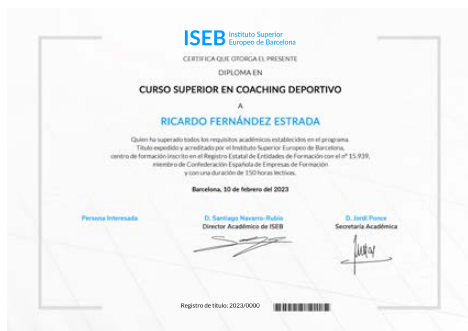 ISEB Instituto Superior
Europeo de Barcelona
CERTIFICA QUE OTORGA EL PRESENTE
DIPLOMA EN
CURSO SUPERIOR EN COACHING DEPORTIVO
A
RICARDO FERNÁNDEZ ESTRADA
Quien ha superado todos los requisitos académicos establecidos en el programa.
Título expedido y acreditado por el Instituto Superior Europeo de Barcelona,
centro de formación inscrito en el Registro Estatal de Entidades de Formación con el nº 15.939,
miembro de Confederación Española de Empresas de Formación
y con una duración de 150 horas lectivas.
Barcelona, 10 de febrero del 2023
Persona Interesada
D. Santiago Navarro-Rubio
Director Académico de ISEB
D. Jordi Ponce
Secretaría Académica
Registro de título: 2023/0000